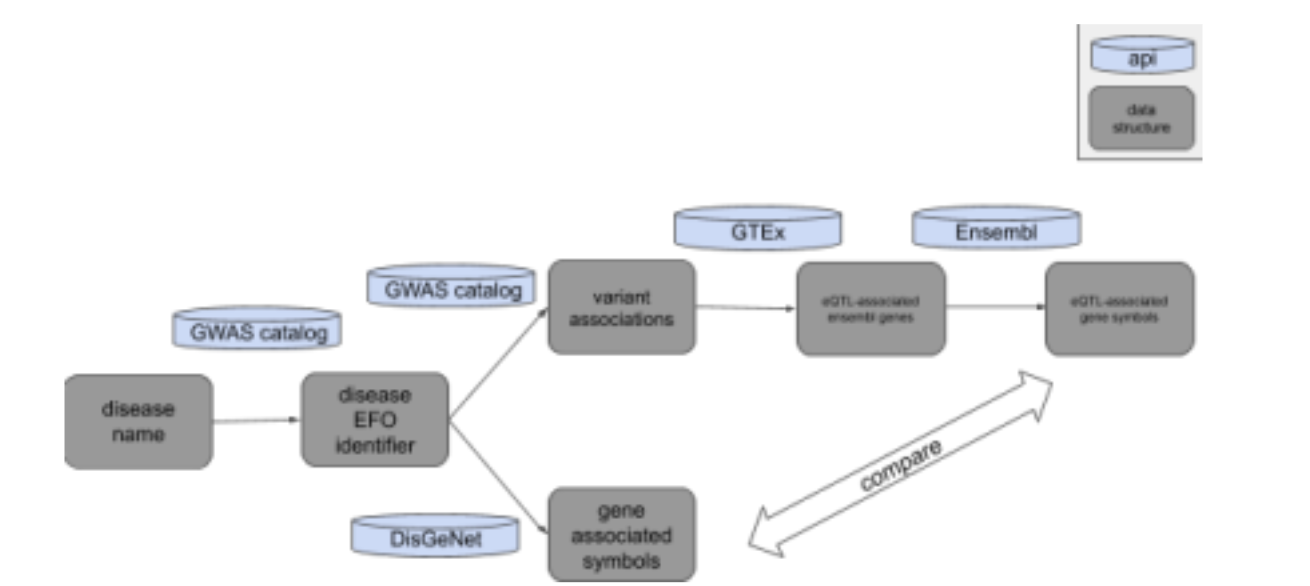 api
data
structure
GTEx
Ensembl
GWAS catalog
variant
associations
eQTL-associated
ensembl genes
eQTL-associated
gene symbols
GWAS catalog
disease
name
disease
EFO
identifier
compare
DisGeNet
gene
associated
symbols